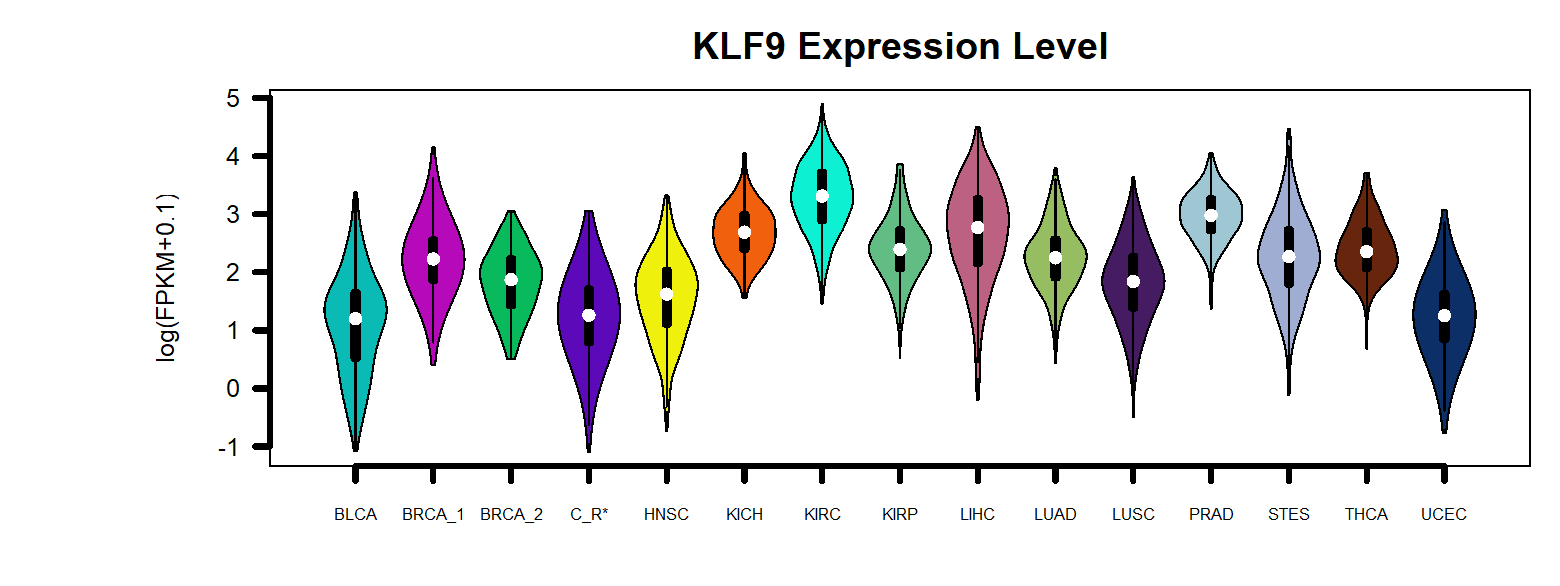 KLF9 Expression Level
log(FPKM+0.1)
5
4
3
2
1
0
-1
BLCA BRCA_1 BRCA_2 C_R* HNSC KICH KIRC KIRP LIHC LUAD LUSC PRAD STES THCA UCEC